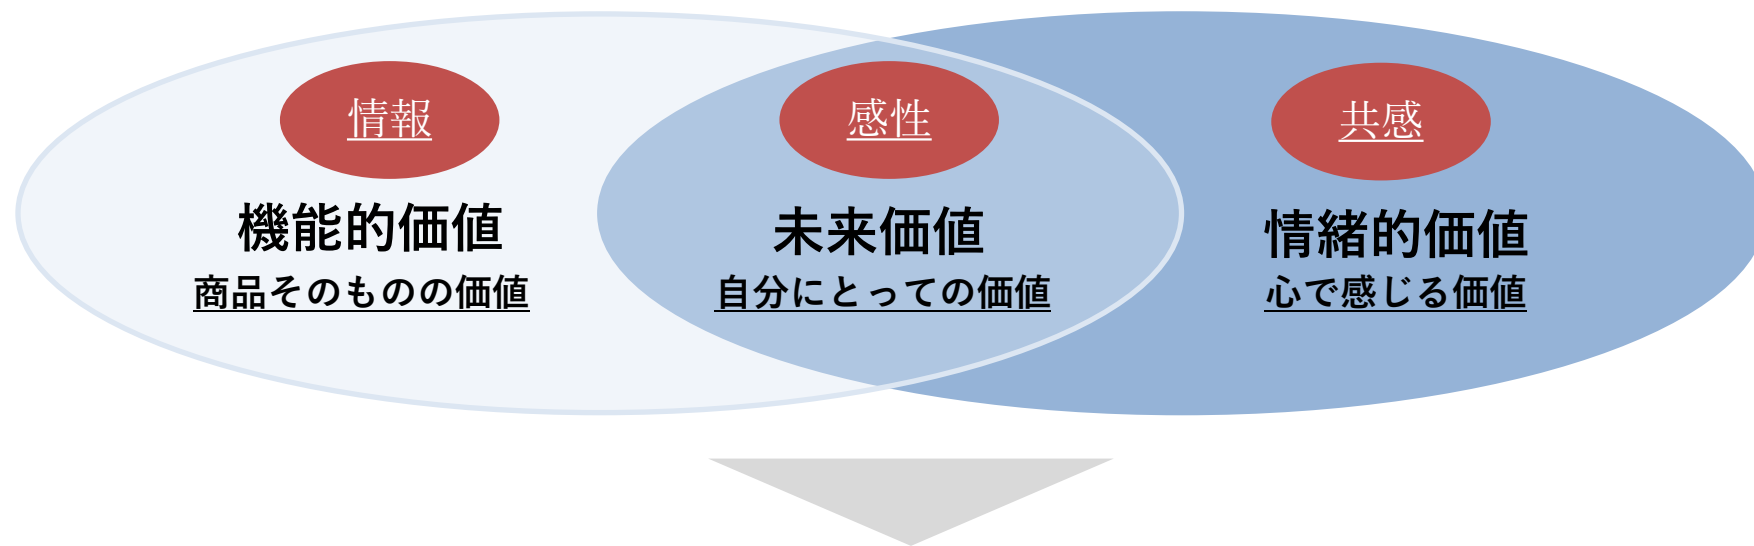 情報
機能的価値
商品そのものの価値
感性
未来価値
自分にとっての価値
共感
情緒的価値
心で感じる価値